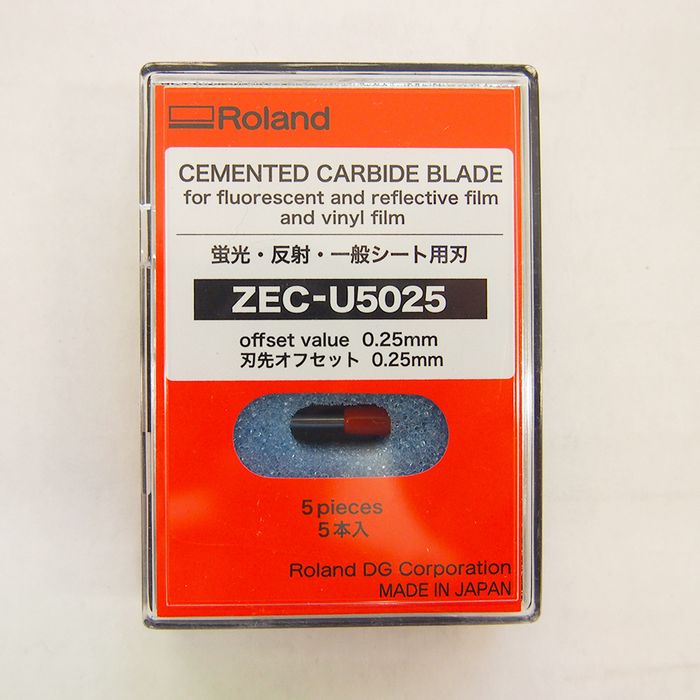 Roland
CEMENTED CARBIDE BLADE
for fluorescent and reflective film
and vinyl film
蛍光・反射・一般シート用刃
ZEC-U5025
offset value 0.25mm
刃先オフセット 0.25mm
5 pieces
5本入
Roland DG Corporation
MADE IN JAPAN